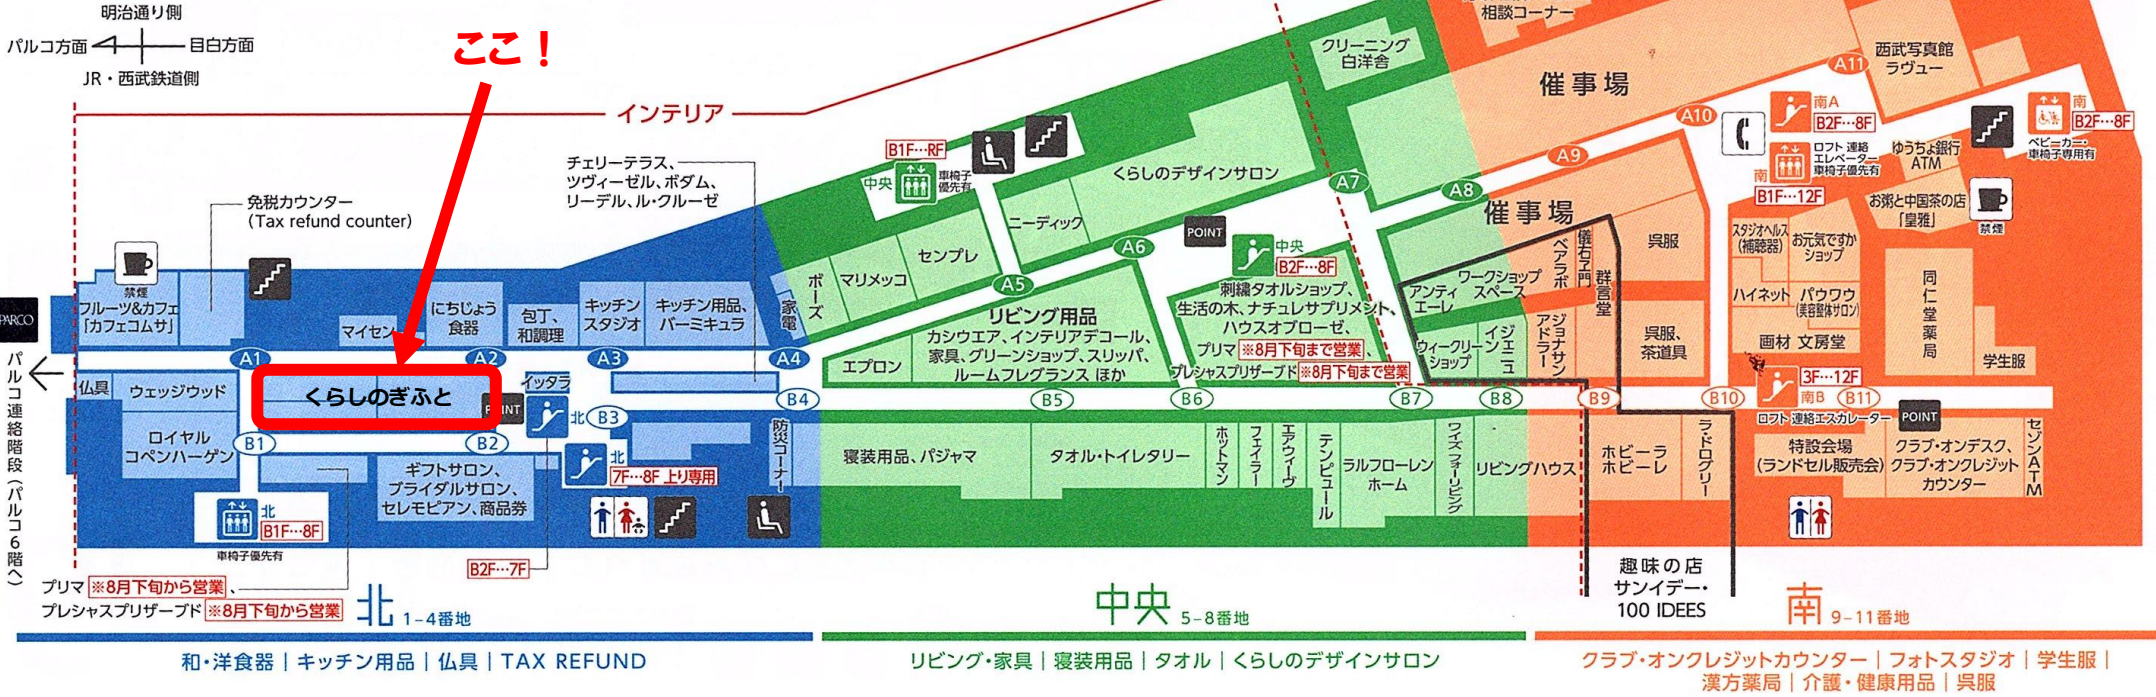 明治通り側
パルコ方面
目白方面
JR・西武鉄道側
ここ！
インテリア
相談コーナー
クリーニング
白洋舍
催事場
西武写真館
ラヴュー
A11
A10
南A
B2F…8F
南
B2F…8F
ベビーカー・
車椅子専用有
ロフト 連絡
エレベーター
車椅子優先有
南
B1F…12F
ゆうちょ銀行
ATM
お粥と中国茶の店
「皇雅」
禁煙
A9
A8
A7
B1F…RF
中央
車椅子
優先有
くらしのデザインサロン
チェリーテラス、
ツヴィーゼル、ボダム、
リーデル、ル・クルーゼ
免税カウンター
(Tax refund counter)
禁煙
フルーツ&カフェ
「カフェコムサ」
PARCO
パルコ連絡階段（パルコ6階へ）
マイセン
にちじょう
食器
包丁、
和調理
キッチン
スタジオ
キッチン用品、
バーミキュラ
家電
ボーズ
マリメッコ
センプレ
ニーディック
A6
A5
POINT
中央
B2F…8F
催事場
呉服
スタジオヘルス
(補聴器)
お元気ですか
ショップ
ハイネット
パウワウ
(美容整体サロン)
画材 文房堂
同仁堂薬局
学生服
ワークショップ
スペース
ベアラボ
儀右ヱ門
群言堂
アンティ
エーレ
ウィークリーン
ショップ
イジェニュ
ジョナサン
アドラー
呉服、
茶道具
リビング用品
カシウエア、インテリアデコール、
家具、グリーンショップ、スリッパ、
ルームフレグランス ほか
エプロン
刺繍タオルショップ、
生活の木、ナチュレサプリメント、
ハウスオブローゼ、
プリマ ※8月下旬まで営業、
プレシャスプリザーブド ※8月下旬まで営業
A1
A2
A3
A4
仏具
ウェッジウッド
くらしのぎふと
イッタラ
POINT
北
B3
B4
B5
B6
B7
B8
B9
B10
3F…12F
南B
B11
ロフト 連絡エスカレーター
POINT
ロイヤル
コペンハーゲン
B1
B2
ギフトサロン、
ブライダルサロン、
セレモピアン、商品券
北
7F…8F 上り専用
防災コーナー
寝装用品、パジャマ
タオル・トイレタリー
ホットマン
フェイラー
エアウィーヴ
テンピュール
ラルフローレン
ホーム
ワイズフォーリビング
リビングハウス
ホビーラ
ホビーレ
ラ・ドログリー
特設会場
(ランドセル販売会)
クラブ・オンデスク、
クラブ・オンクレジット
カウンター
セゾンATM
北
B1F…8F
車椅子優先有
B2F…7F
プリマ ※8月下旬から営業、
プレシャスプリザーブド ※8月下旬から営業
趣味の店
サンイデー・
100 IDEES
北 1-4番地
中央 5-8番地
南 9-11番地
和・洋食器｜キッチン用品｜仏具｜TAX REFUND
リビング・家具｜寝装用品｜タオル｜くらしのデザインサロン
クラブ・オンクレジットカウンター｜フォトスタジオ｜学生服｜
漢方薬局｜介護・健康用品｜呉服